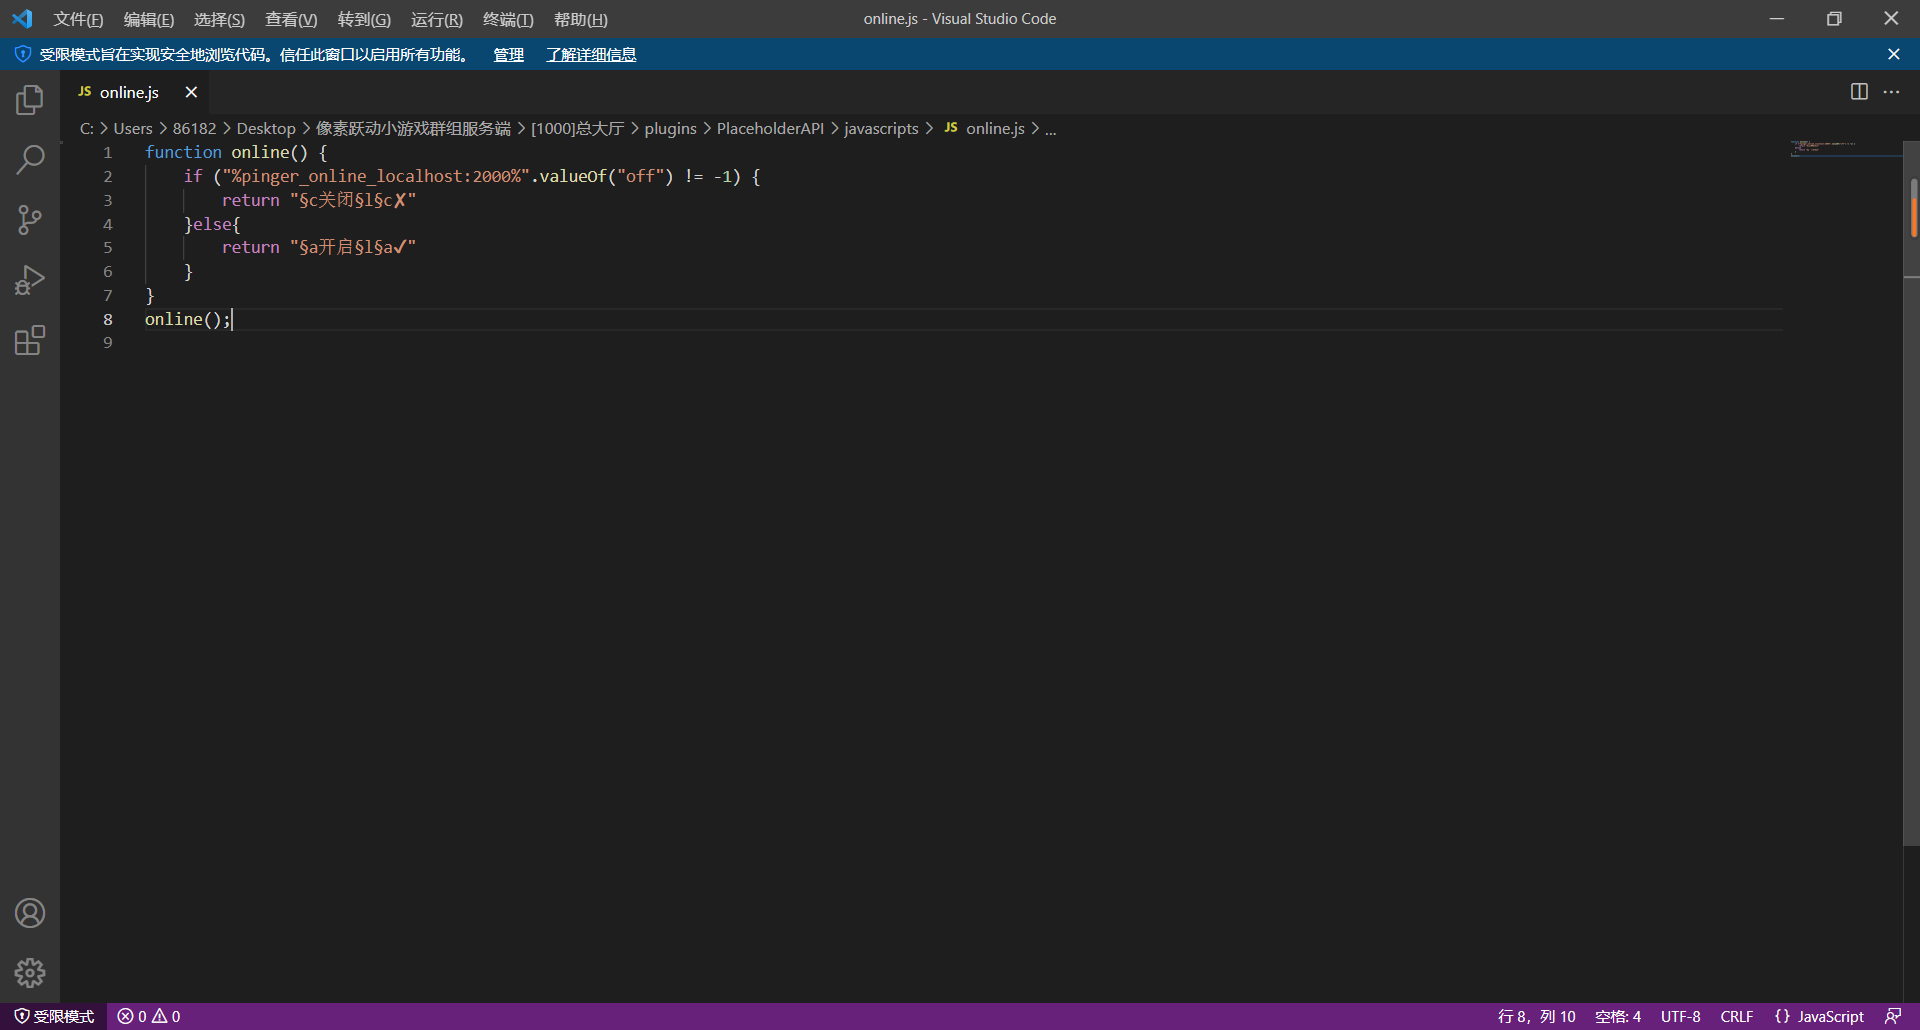 文件(F) 编辑(E) 选择(S) 查看(V) 转到(G) 运行(R) 终端(T) 帮助(H) online.js - Visual Studio Code
受限模式旨在实现安全地浏览代码。信任此窗口以启用所有功能。 管理 了解详细信息
JS online.js
C: > Users > 86182 > Desktop > 像素跃动小游戏群组服务端 > [1000]总大厅 > plugins > PlaceholderAPI > javascripts > JS online.js > ...
1 function online() {
2 if ("%pinger_online_localhost:2000%".valueOf("off") != -1) {
3 return "§c关闭§l§c✘"
4 }else{
5 return "§a开启§l§a✔"
6 }
7 }
8 online();
9
受限模式 0 0 行 8，列 10 空格: 4 UTF-8 CRLF {} JavaScript